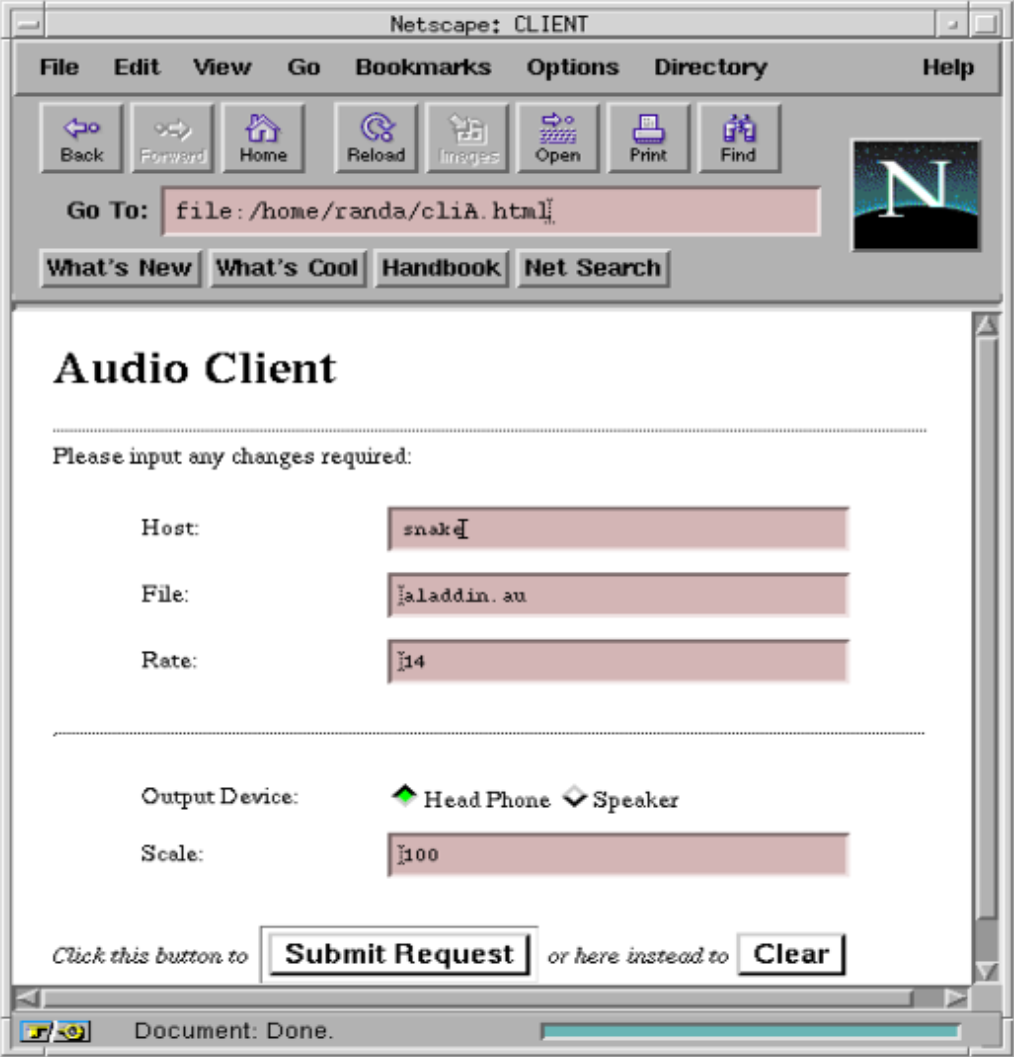 Netscape: CLIENT
File Edit View Go Bookmarks Options Directory Help
Back Forward Home Reload Images Open Print Find
Go To: file:/home/randa/cliA.html
N
What's New What's Cool Handbook Net Search
Audio Client
Please input any changes required:
Host: snake
File: aladdin.au
Rate: 14
Output Device: Head Phone Speaker
Scale: 100
Click this button to Submit Request or here instead to Clear
Document: Done.